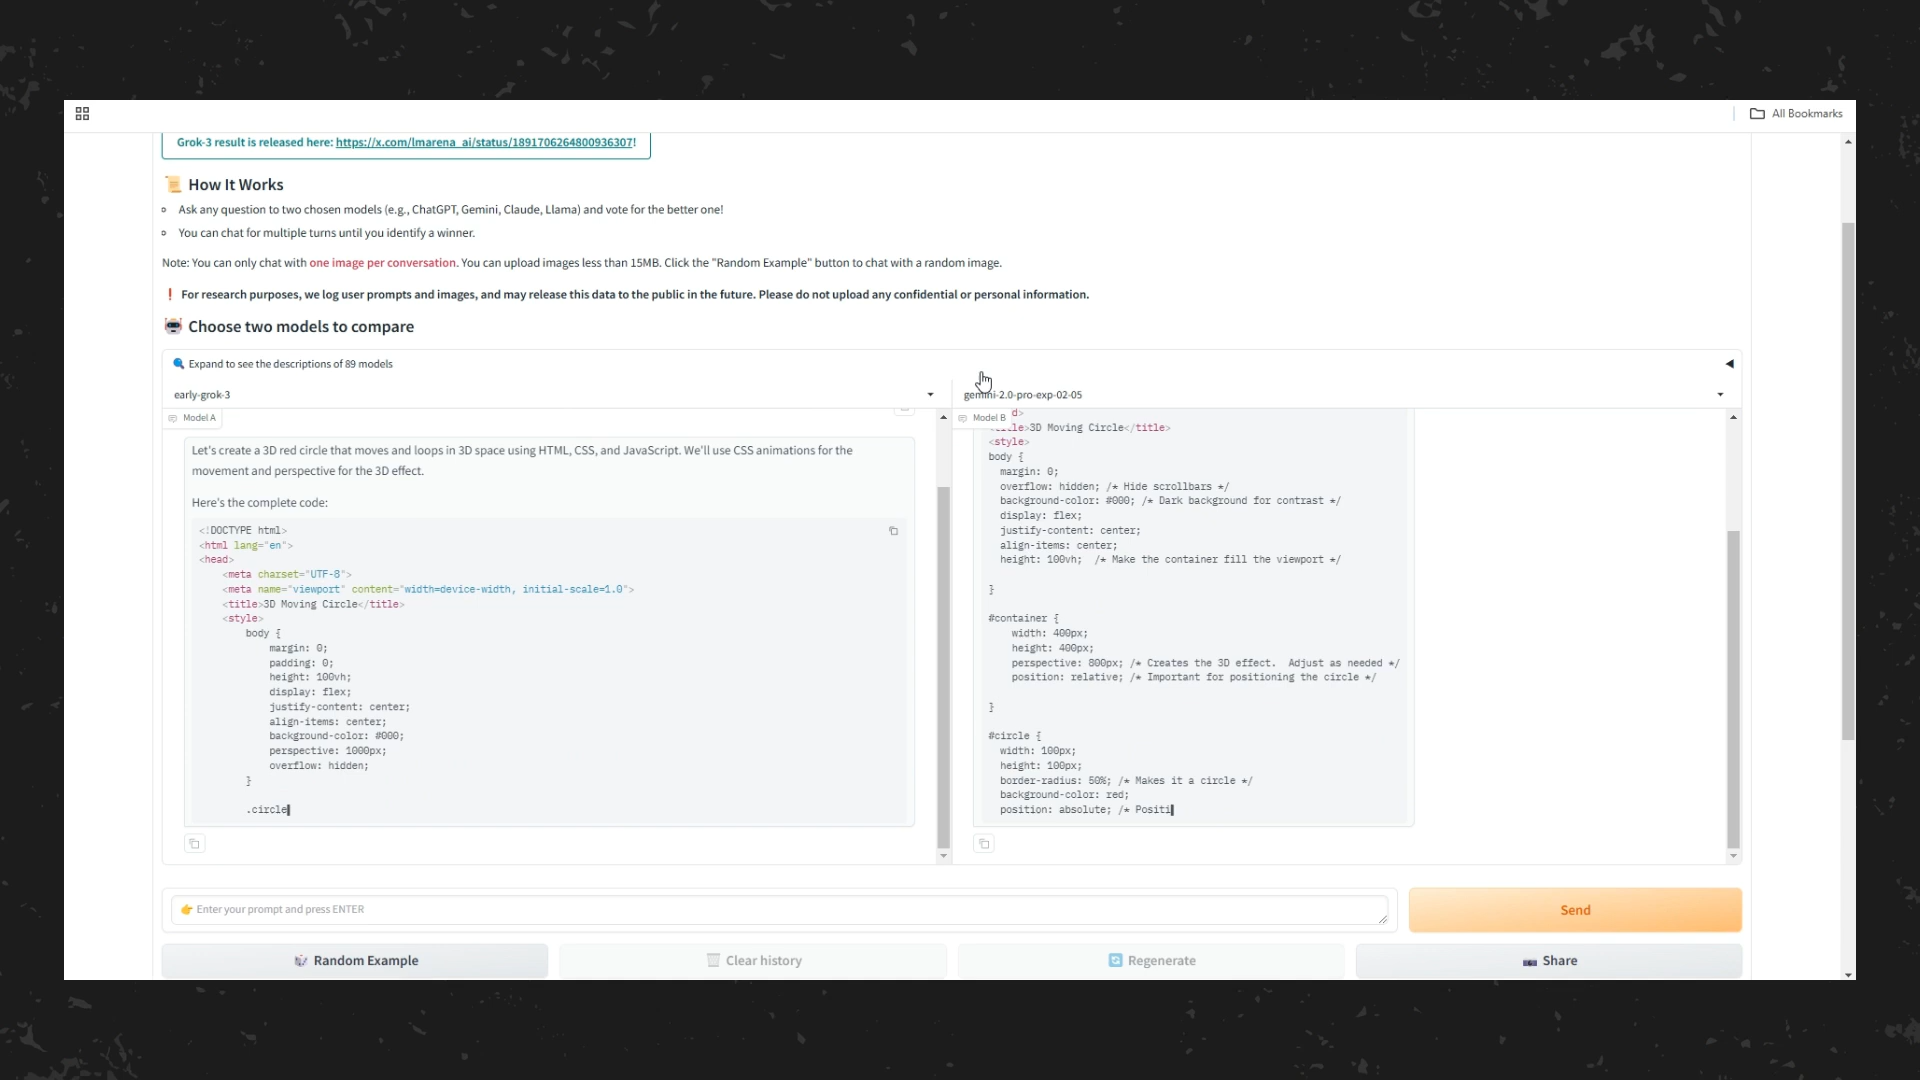 All Bookmarks
Grok-3 result is released here: https://x.com/lmarena_ai/status/1891706264800936307!
How It Works
Ask any question to two chosen models (e.g., ChatGPT, Gemini, Claude, Llama) and vote for the better one!
You can chat for multiple turns until you identify a winner.
Note: You can only chat with one image per conversation. You can upload images less than 15MB. Click the "Random Example" button to chat with a random image.
For research purposes, we log user prompts and images, and may release this data to the public in the future. Please do not upload any confidential or personal information.
Choose two models to compare
Expand to see the descriptions of 89 models
early-grok-3
Model A
Let's create a 3D red circle that moves and loops in 3D space using HTML, CSS, and JavaScript. We'll use CSS animations for the
movement and perspective for the 3D effect.
Here's the complete code:
<!DOCTYPE html>
<html lang="en">
<head>
<meta charset="UTF-8">
<meta name="viewport" content="width=device-width, initial-scale=1.0">
<title>3D Moving Circle</title>
<style>
body {
margin: 0;
padding: 0;
height: 100vh;
display: flex;
justify-content: center;
align-items: center;
background-color: #000;
perspective: 1000px;
overflow: hidden;
}
.circle
gemini-2.0-pro-exp-02-05
Model B
d>
3D Moving Circle</title>
<style>
body {
margin: 0;
overflow: hidden; /* Hide scrollbars */
background-color: #000; /* Dark background for contrast */
display: flex;
justify-content: center;
align-items: center;
height: 100vh;  /* Make the container fill the viewport */
}
#container {
width: 400px;
height: 400px;
perspective: 800px; /* Creates the 3D effect.  Adjust as needed */
position: relative; /* Important for positioning the circle */
}
#circle {
width: 100px;
height: 100px;
border-radius: 50%; /* Makes it a circle */
background-color: red;
position: absolute; /* Positi
Enter your prompt and press ENTER
Send
Random Example
Clear history
Regenerate
Share